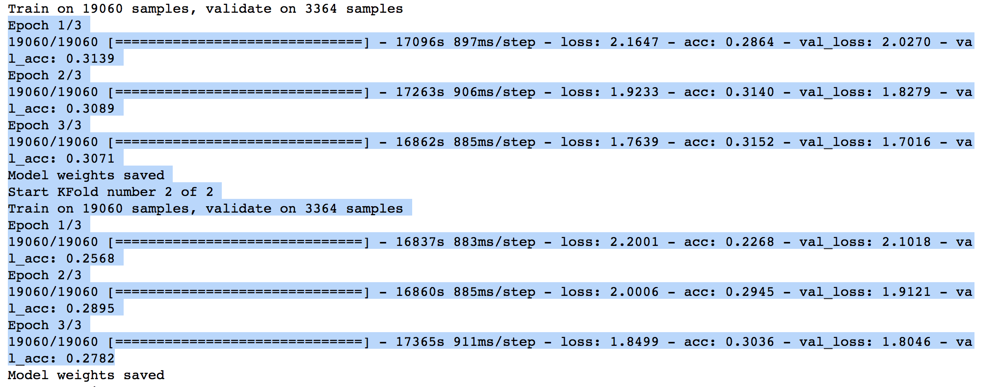 Train on 19060 samples, validate on 3364 samples
Epoch 1/3
19060/19060 [==============================] - 17096s 897ms/step - loss: 2.1647 - acc: 0.2864 - val_loss: 2.0270 - va
l_acc: 0.3139
Epoch 2/3
19060/19060 [==============================] - 17263s 906ms/step - loss: 1.9233 - acc: 0.3140 - val_loss: 1.8279 - va
l_acc: 0.3089
Epoch 3/3
19060/19060 [==============================] - 16862s 885ms/step - loss: 1.7639 - acc: 0.3152 - val_loss: 1.7016 - va
l_acc: 0.3071
Model weights saved
Start KFold number 2 of 2
Train on 19060 samples, validate on 3364 samples
Epoch 1/3
19060/19060 [==============================] - 16837s 883ms/step - loss: 2.2001 - acc: 0.2268 - val_loss: 2.1018 - va
l_acc: 0.2568
Epoch 2/3
19060/19060 [==============================] - 16860s 885ms/step - loss: 2.0006 - acc: 0.2945 - val_loss: 1.9121 - va
l_acc: 0.2895
Epoch 3/3
19060/19060 [==============================] - 17365s 911ms/step - loss: 1.8499 - acc: 0.3036 - val_loss: 1.8046 - va
l_acc: 0.2782
Model weights saved